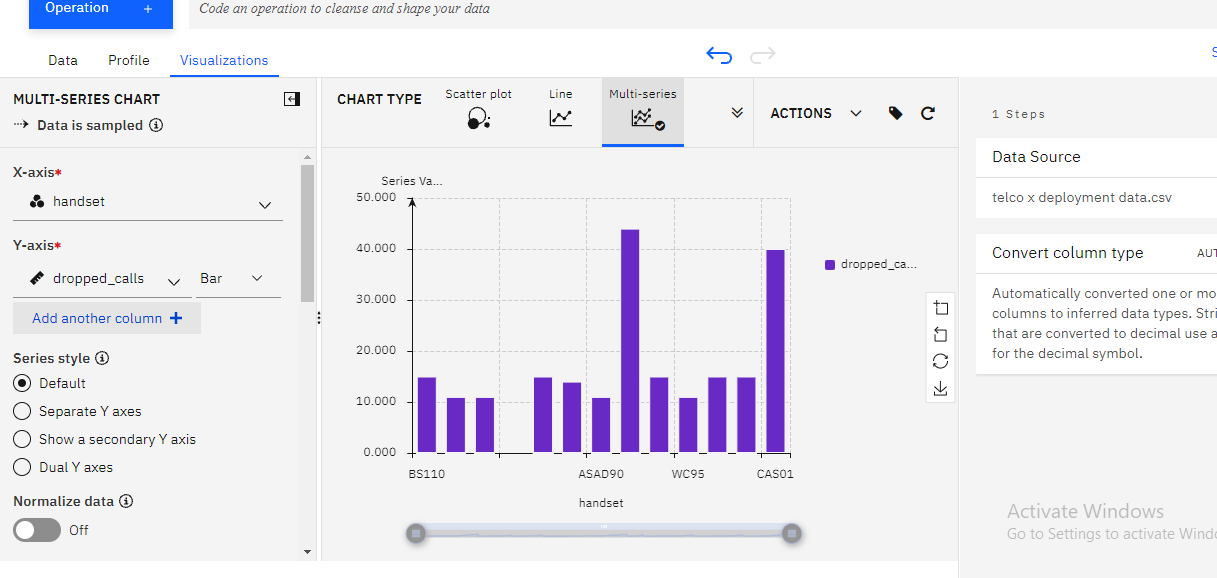 Operation +
Code an operation to cleanse and shape your data
Data
Profile
Visualizations
MULTI-SERIES CHART
Data is sampled
X-axis*
handset
Y-axis*
dropped_calls
Bar
Add another column +
Series style
Default
Separate Y axes
Show a secondary Y axis
Dual Y axes
Normalize data
Off
CHART TYPE
Scatter plot
Line
Multi-series
ACTIONS
Series Va...
50.000
40.000
30.000
20.000
10.000
0.000
BS110
ASAD90
WC95
CAS01
handset
dropped_ca...
1 Steps
Data Source
telco x deployment data.csv
Convert column type
AUT
Automatically converted one or mo
columns to inferred data types. Stri
that are converted to decimal use a
for the decimal symbol.
Activate Windows
Go to Settings to activate Windo